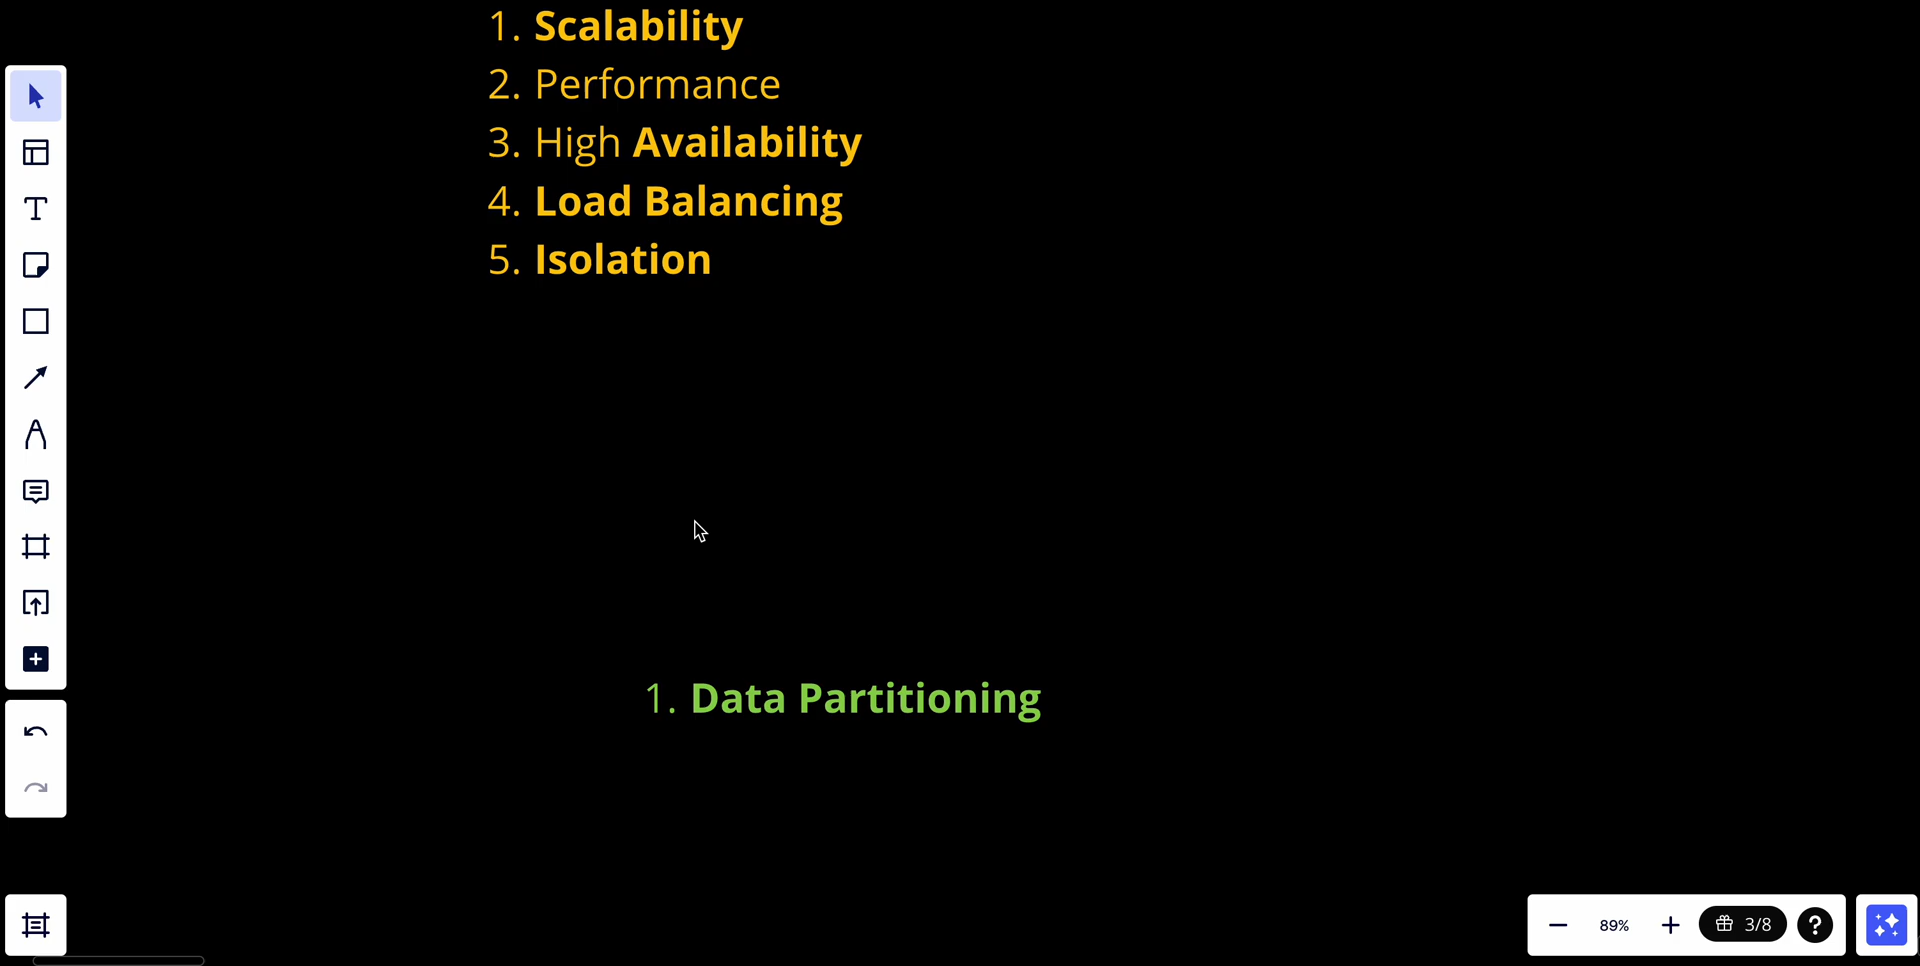 1. Scalability
2. Performance
3. High Availability
4. Load Balancing
5. Isolation
1. Data Partitioning
89%
3/8
?